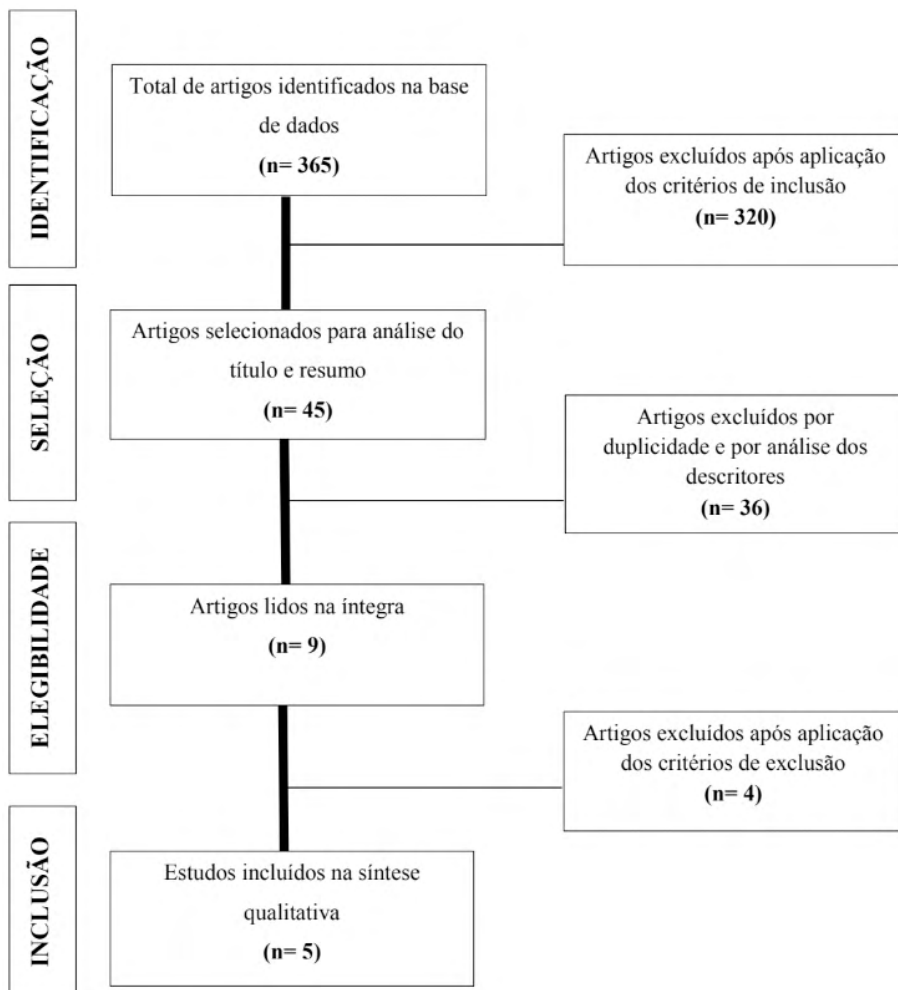 IDENTIFICAÇÃO
Total de artigos identificados na base
de dados
(n= 365)
Artigos excluídos após aplicação
dos critérios de inclusão
(n= 320)
SELEÇÃO
Artigos selecionados para análise do
título e resumo
(n= 45)
Artigos excluídos por
duplicidade e por análise dos
descritores
(n= 36)
ELEGIBILIDADE
Artigos lidos na íntegra
(n= 9)
Artigos excluídos após aplicação
dos critérios de exclusão
(n= 4)
INCLUSÃO
Estudos incluídos na síntese
qualitativa
(n= 5)